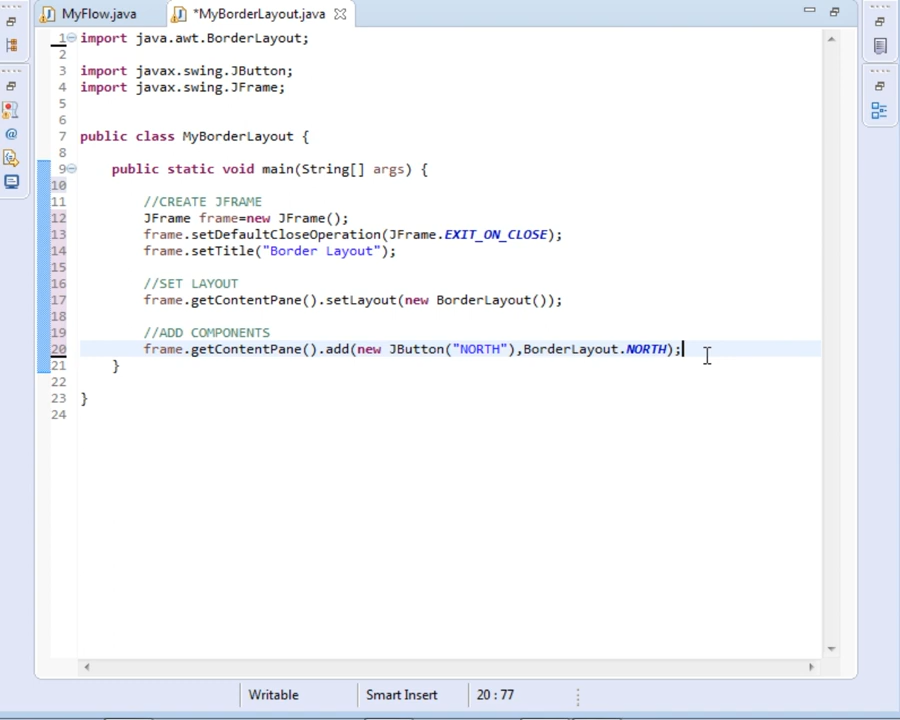 MyFlow.java
*MyBorderLayout.java
1 import java.awt.BorderLayout;
2
3 import javax.swing.JButton;
4 import javax.swing.JFrame;
5
6
7 public class MyBorderLayout {
8
9 public static void main(String[] args) {
10
11 //CREATE JFRAME
12 JFrame frame=new JFrame();
13 frame.setDefaultCloseOperation(JFrame.EXIT_ON_CLOSE);
14 frame.setTitle("Border Layout");
15
16 //SET LAYOUT
17 frame.getContentPane().setLayout(new BorderLayout());
18
19 //ADD COMPONENTS
20 frame.getContentPane().add(new JButton("NORTH"),BorderLayout.NORTH);
21 }
22
23 }
24
Writable Smart Insert 20 : 77